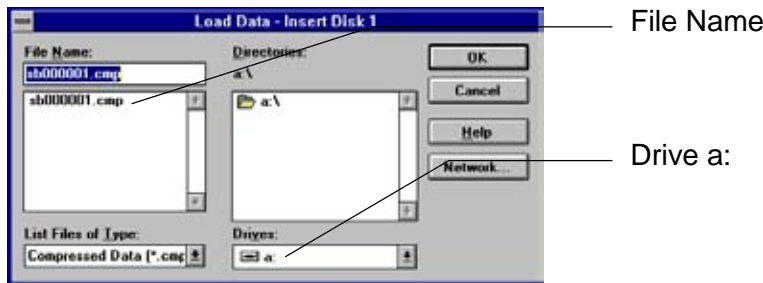 Load Data - Insert Disk 1
File Name
File Name:
Directories:
OK
sb000001.cmp
a:\
sb000001.cmp
a:\
Cancel
Help
Drive a:
Network...
List Files of Type:
Drives:
Compressed Data (*.cmp
a: